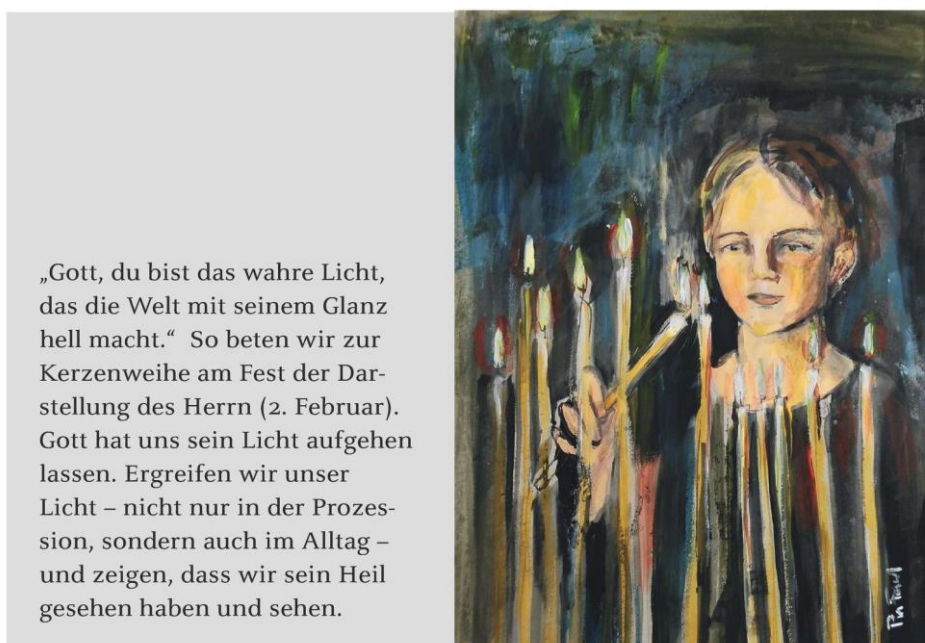 „Gott, du bist das wahre Licht,
das die Welt mit seinem Glanz
hell macht.“ So beten wir zur
Kerzenweihe am Fest der Dar-
stellung des Herrn (2. Februar).
Gott hat uns sein Licht aufgehen
lassen. Ergreifen wir unser
Licht – nicht nur in der Prozes-
sion, sondern auch im Alltag –
und zeigen, dass wir sein Heil
gesehen haben und sehen.